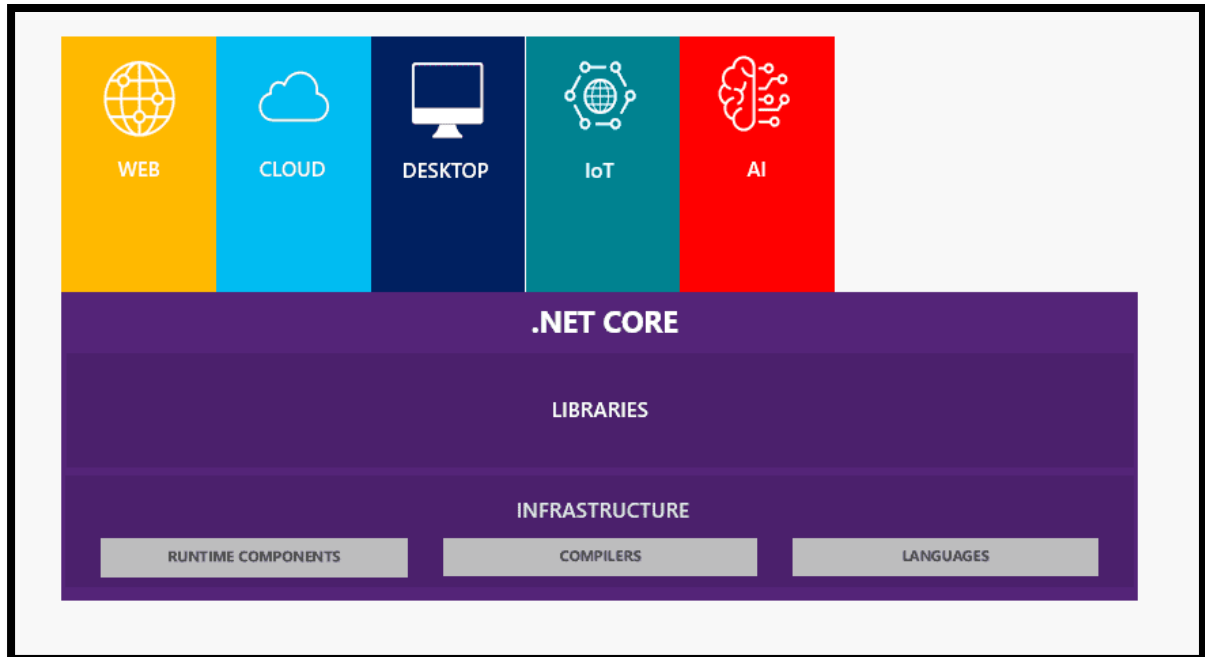 WEB
CLOUD
DESKTOP
IoT
AI
.NET CORE
LIBRARIES
INFRASTRUCTURE
RUNTIME COMPONENTS
COMPILERS
LANGUAGES